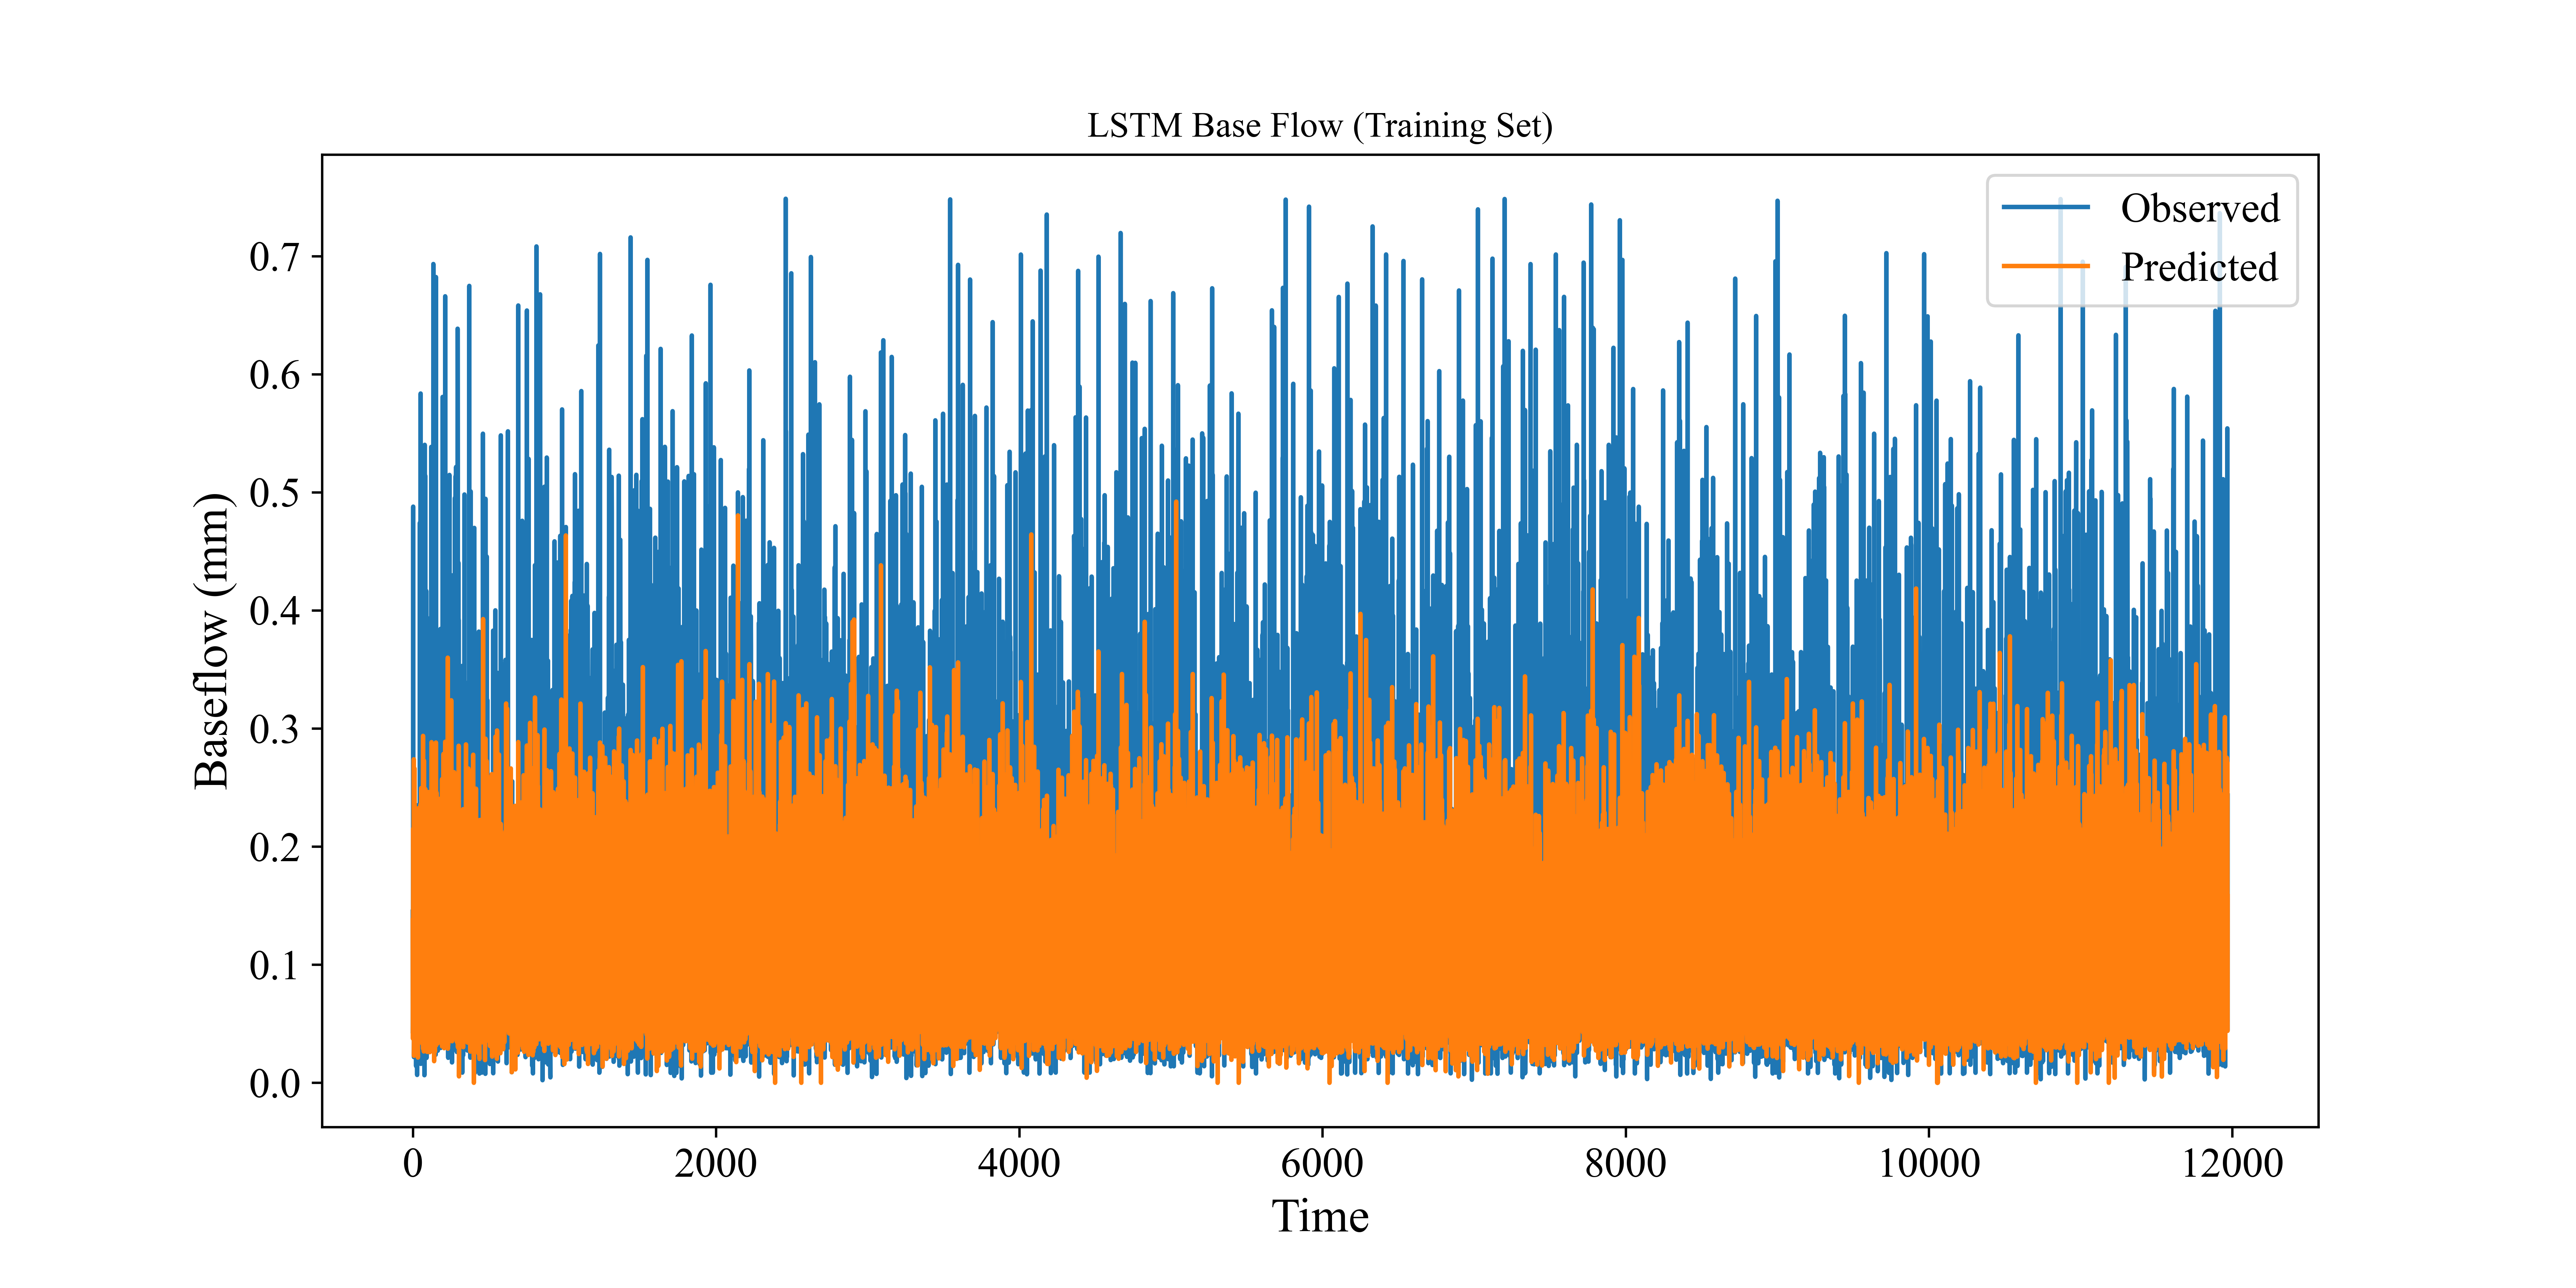 LSTM Base Flow (Training Set)
Observed
Predicted
Baseflow (mm)
0.7
0.6
0.5
0.4
0.3
0.2
0.1
0.0
0 2000 4000 6000 8000 10000 12000
Time